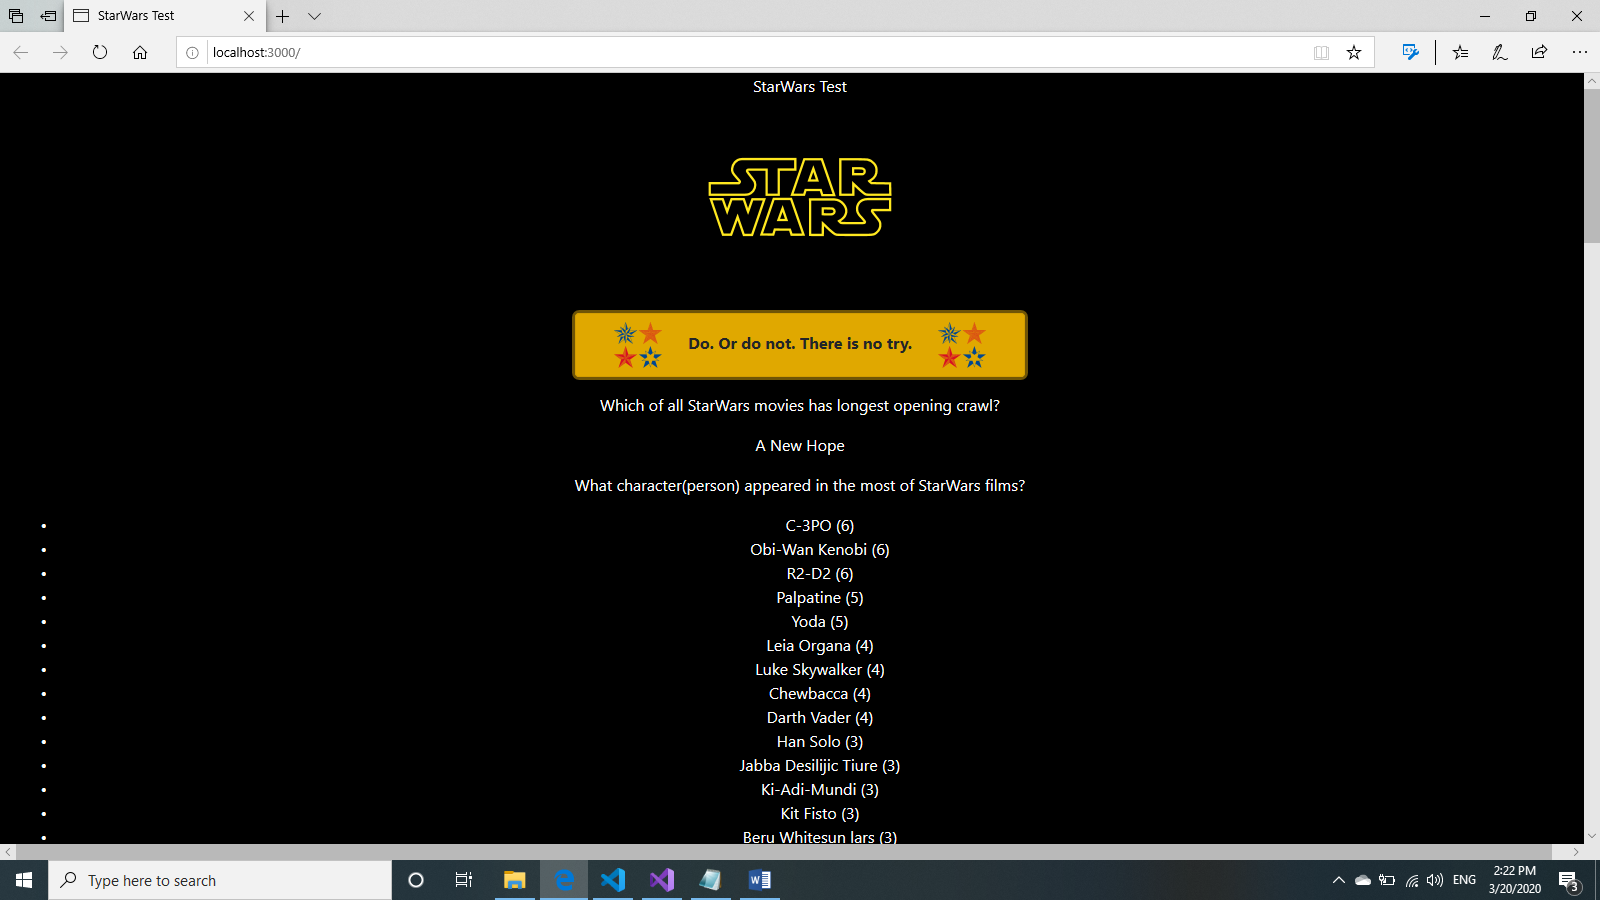 StarWars Test
localhost:3000/
StarWars Test
STAR
WARS
Do. Or do not. There is no try.
Which of all StarWars movies has longest opening crawl?
A New Hope
What character(person) appeared in the most of StarWars films?
• C-3PO (6)
• Obi-Wan Kenobi (6)
• R2-D2 (6)
• Palpatine (5)
• Yoda (5)
• Leia Organa (4)
• Luke Skywalker (4)
• Chewbacca (4)
• Darth Vader (4)
• Han Solo (3)
• Jabba Desilijic Tiure (3)
• Ki-Adi-Mundi (3)
• Kit Fisto (3)
• Beru Whitesun lars (3)
Type here to search
ENG
2:22 PM
3/20/2020
3